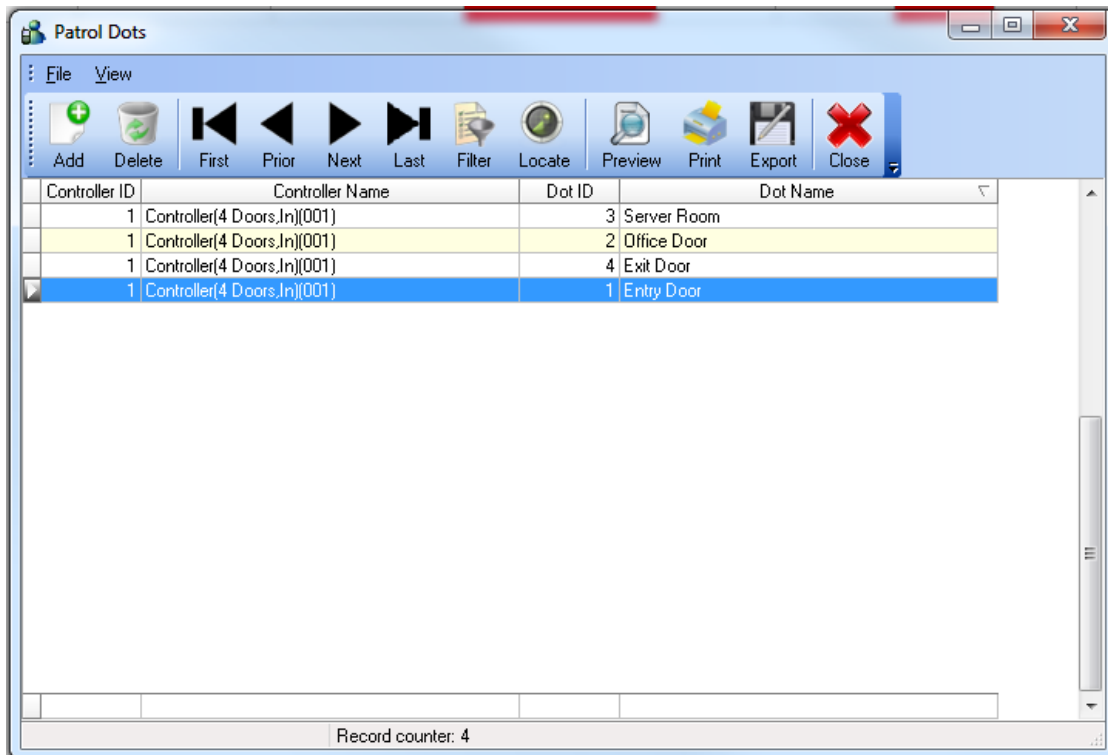 Patrol Dots
File View
Add Delete First Prior Next Last Filter Locate Preview Print Export Close
Controller ID Controller Name Dot ID Dot Name
1 Controller(4 Doors,In)(001) 3 Server Room
1 Controller(4 Doors,In)(001) 2 Office Door
1 Controller(4 Doors,In)(001) 4 Exit Door
1 Controller(4 Doors,In)(001) 1 Entry Door
Record counter: 4